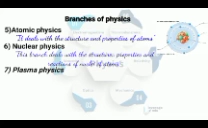 Branches of physics
5)Atomic physics
It deals with the structure and properties of atoms
6) Nuclear physics
This branch deals with the structure, properties and
reactions of nuclei of atoms
7) Plasma physics